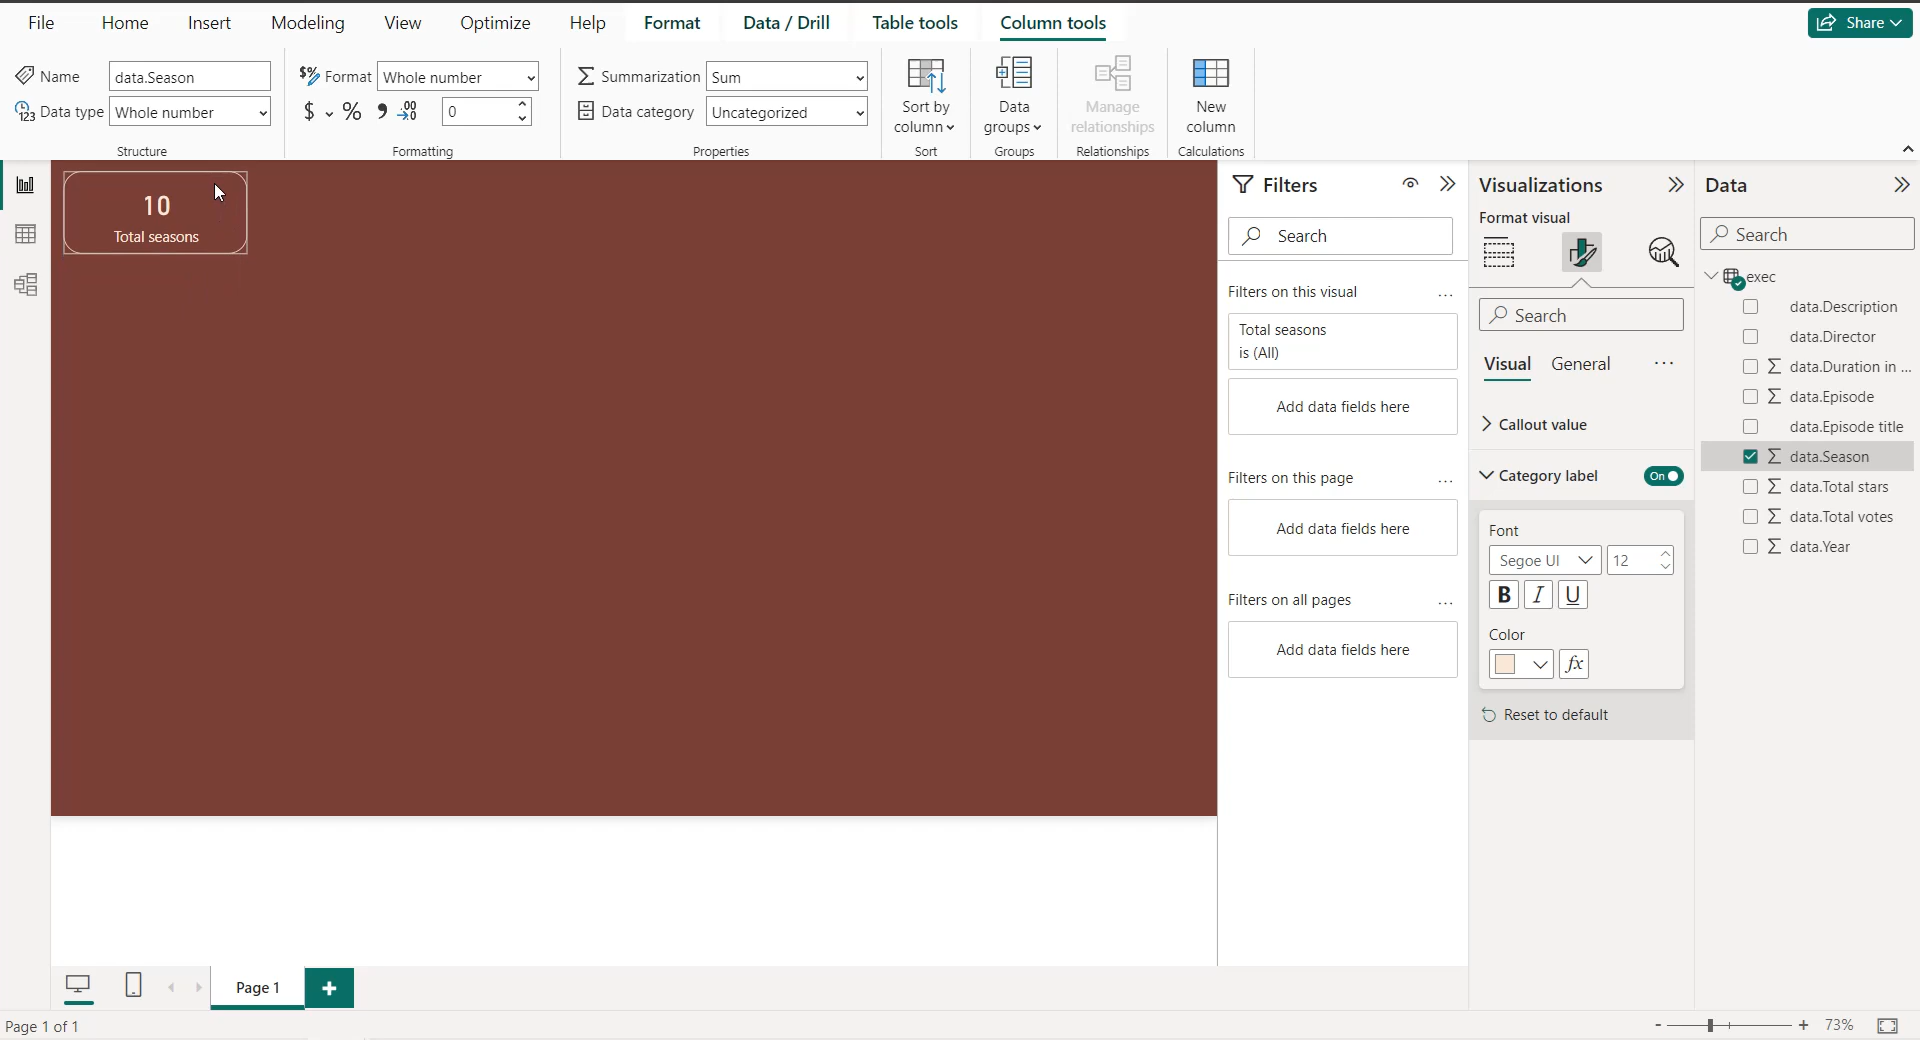 File Home Insert Modeling View Optimize Help Format Data / Drill Table tools Column tools Share
Name data.Season
Data type Whole number
Structure
Format Whole number
$ % 0
Formatting
Summarization Sum
Data category Uncategorized
Properties
Sort by
column
Sort
Data
groups
Groups
Manage
relationships
Relationships
New
column
Calculations
10
Total seasons
Filters
Search
Filters on this visual ...
Total seasons
is (All)
Add data fields here
Filters on this page ...
Add data fields here
Filters on all pages ...
Add data fields here
Visualizations
Format visual
Search
Visual General ...
Callout value
Category label On
Font
Segoe UI 12
B I U
Color
fx
Reset to default
Data
Search
exec
data.Description
data.Director
data.Duration in ...
data.Episode
data.Episode title
data.Season
data.Total stars
data.Total votes
data.Year
Page 1 +
Page 1 of 1
- + 73%